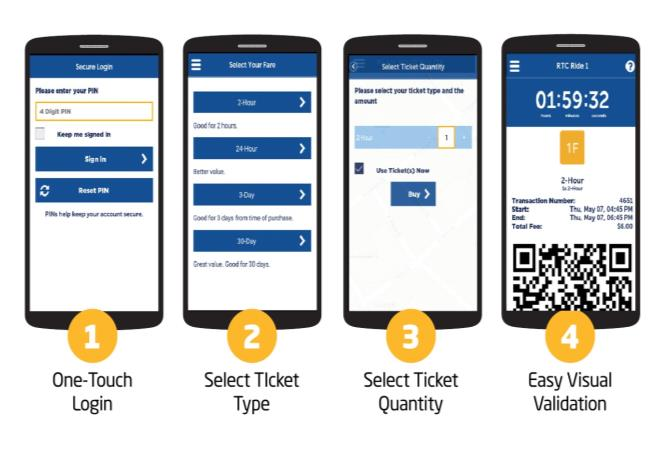 Secure Login
Please enter your PIN
4 Digit PIN
Keep me signed in
Sign In
Reset PIN
PINs help keep your account secure.
1
One-Touch
Login
Select Your Fare
2-Hour
Good for 2 hours.
24-Hour
Better value.
3-Day
Good for 3 days from time of purchase.
30-Day
Great value. Good for 30 days.
2
Select TIcket
Type
Select Ticket Quantity
Please select your ticket type and the
amount
2-Hour - 1 +
Use Ticket(s) Now
Buy
3
Select Ticket
Quantity
RTC Ride 1 ?
01:59:32
hours minutes seconds
1F
2-Hour
1x 2-Hour
Transaction Number: 4651
Start: Thu, May 07, 04:45 PM
End: Thu, May 07, 06:45 PM
Total Fee: $6.00
4
Easy Visual
Validation